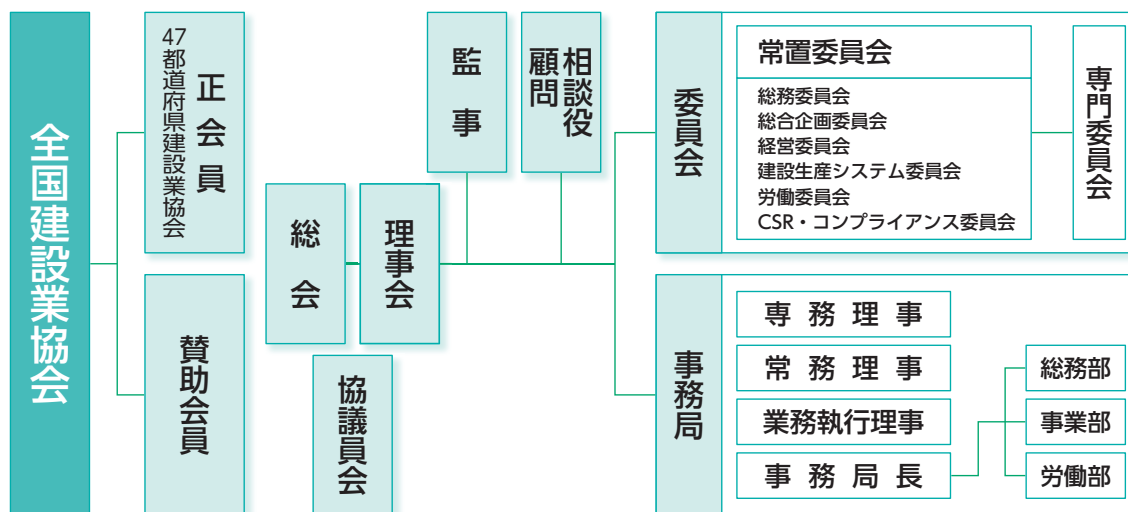 全国建設業協会
正会員
47都道府県建設業協会
賛助会員
総会
理事会
協議員会
監事
相談役
顧問
委員会
常置委員会
総務委員会
総合企画委員会
経営委員会
建設生産システム委員会
労働委員会
CSR・コンプライアンス委員会
専門委員会
事務局
専務理事
常務理事
業務執行理事
事務局長
総務部
事業部
労働部